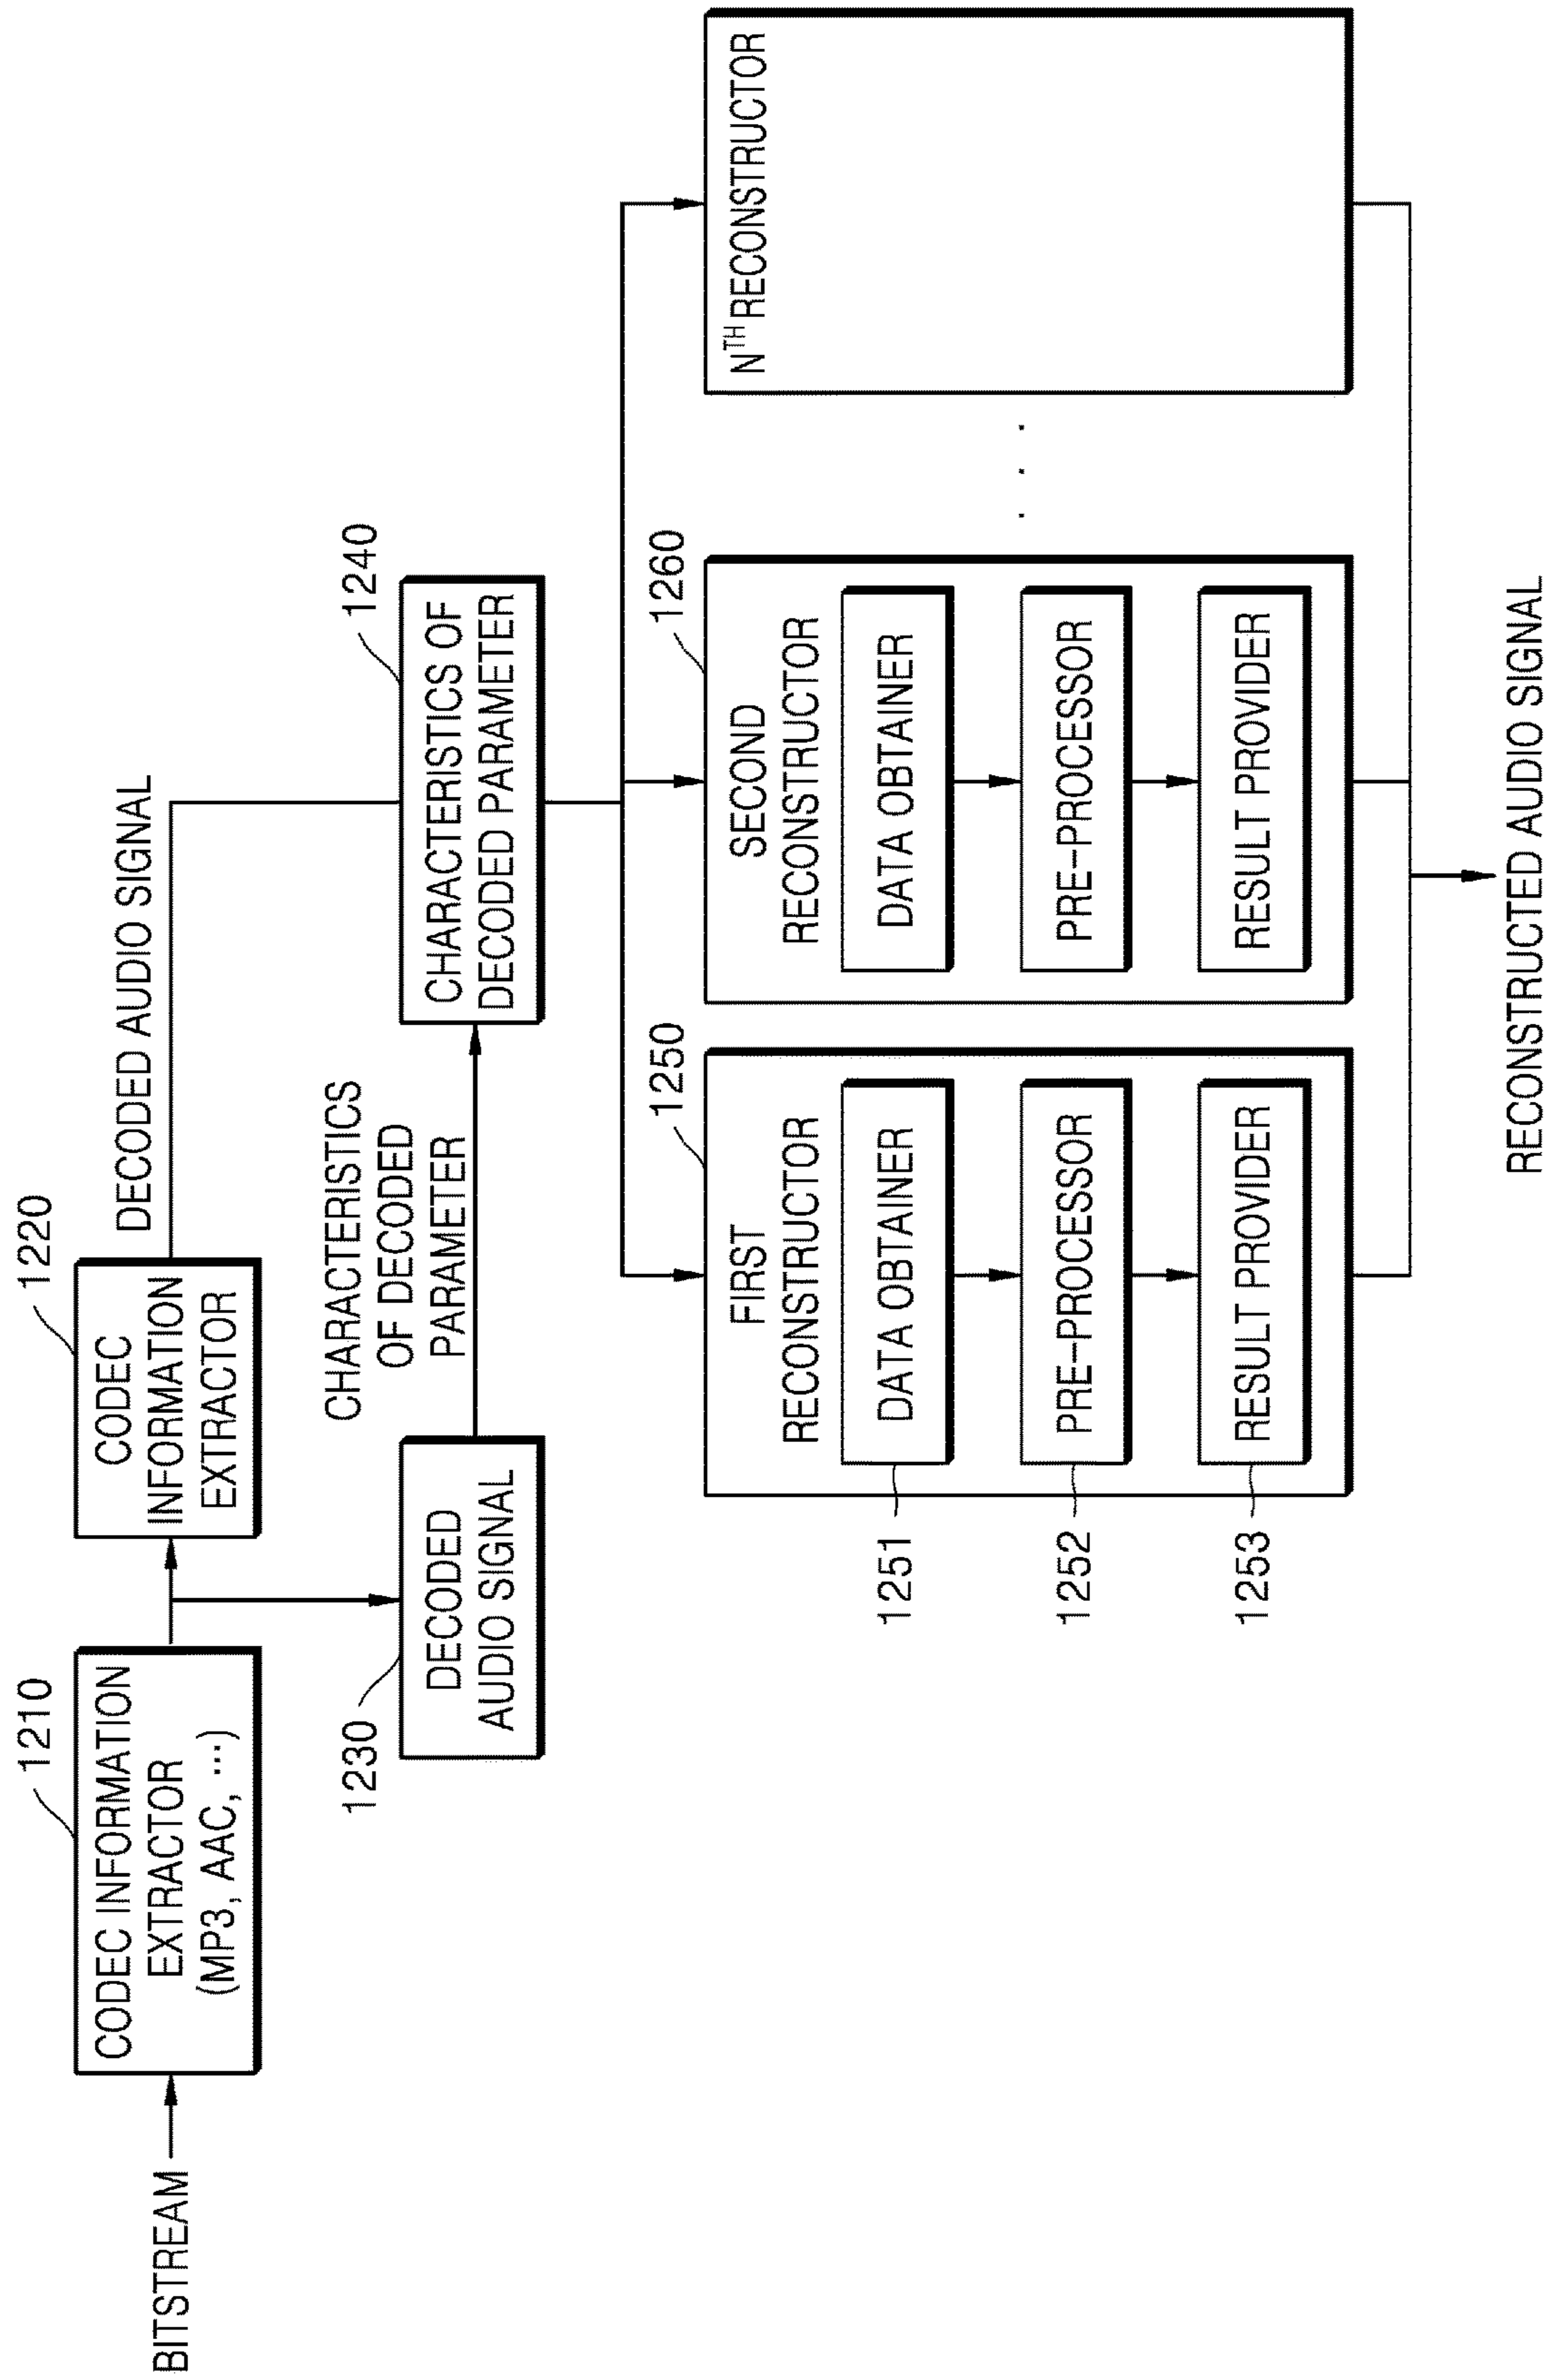 BITSTREAM
1210
CODEC INFORMATION
EXTRACTOR
(MP3, AAC, ···)
1220
CODEC
INFORMATION
EXTRACTOR
DECODED AUDIO SIGNAL
1230
DECODED
AUDIO SIGNAL
CHARACTERISTICS
OF DECODED
PARAMETER
1240
CHARACTERISTICS OF
DECODED PARAMETER
1250
FIRST
RECONSTRUCTOR
1251
DATA OBTAINER
1252
PRE-PROCESSOR
1253
RESULT PROVIDER
1260
SECOND
RECONSTRUCTOR
DATA OBTAINER
PRE-PROCESSOR
RESULT PROVIDER
. . .
NTH RECONSTRUCTOR
RECONSTRUCTED AUDIO SIGNAL